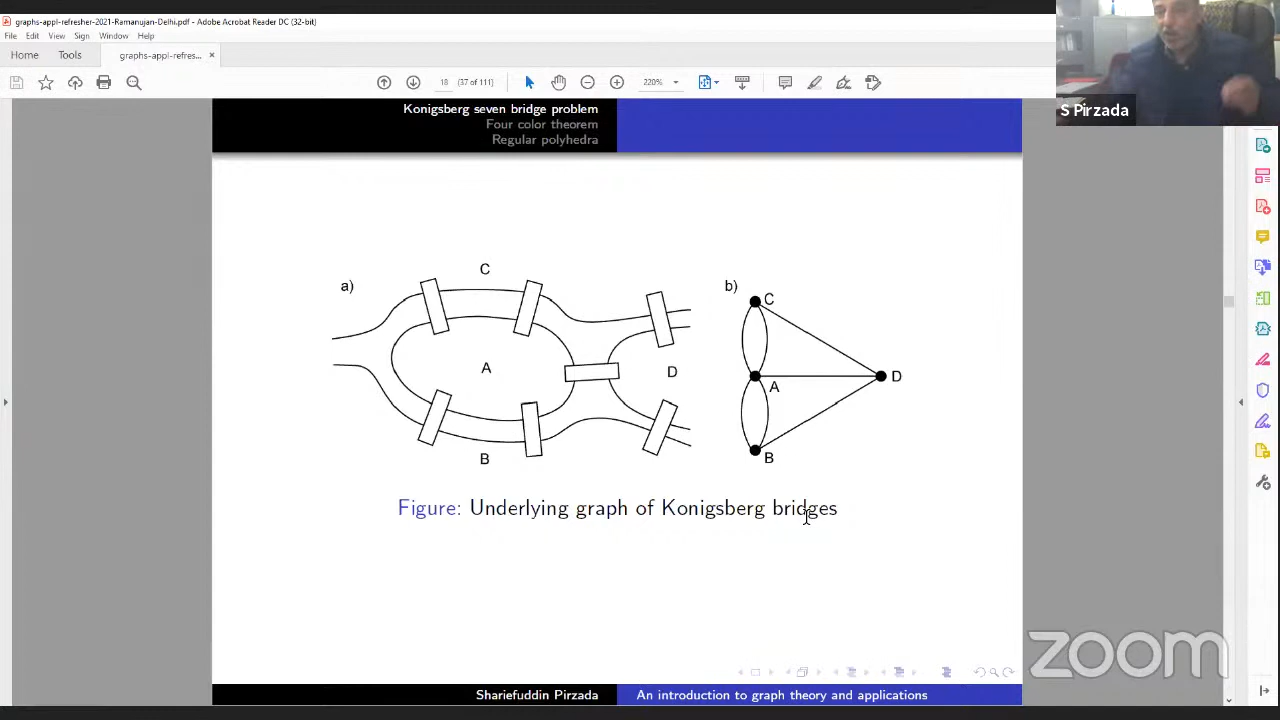 graphs-appl-refresher-2021-Ramanujan-Delhi.pdf - Adobe Acrobat Reader DC (32-bit)
File Edit View Sign Window Help
Home Tools graphs-appl-refres... ×
18 (37 of 111) 220%
S Pirzada
Konigsberg seven bridge problem
Four color theorem
Regular polyhedra
a) C b) C
A D A D
B B
Figure: Underlying graph of Konigsberg bridges
zoom
Shariefuddin Pirzada An introduction to graph theory and applications